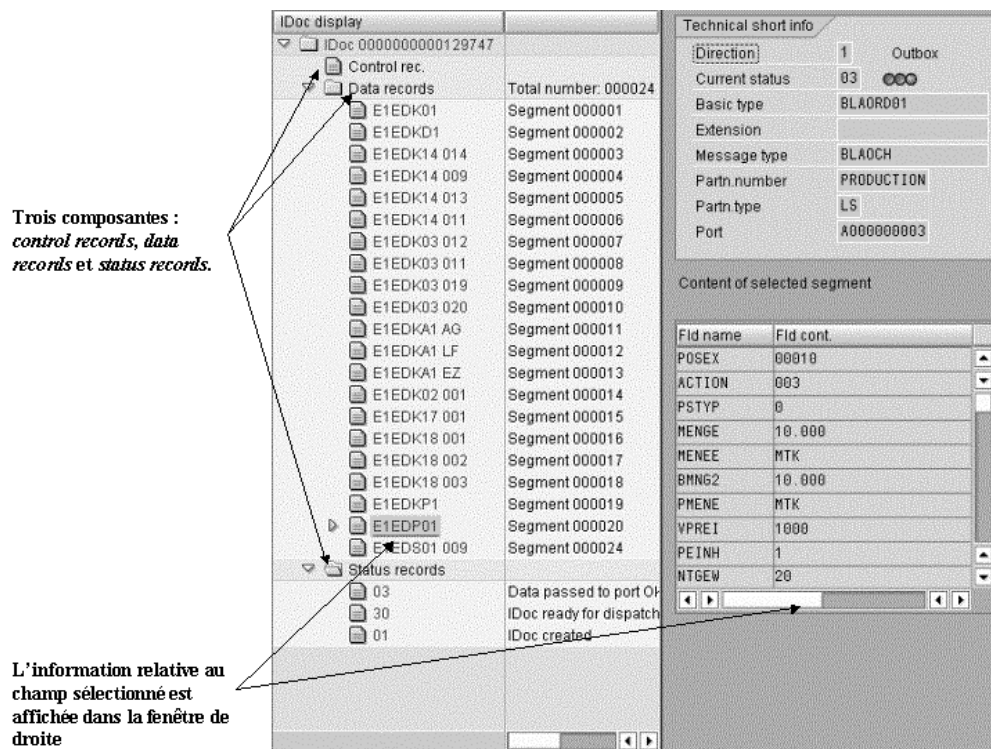 IDoc display
IDoc 0000000000129747
Control rec.
Data records Total number: 000024
E1EDK01 Segment 000001
E1EDKD1 Segment 000002
E1EDK14 014 Segment 000003
E1EDK14 009 Segment 000004
E1EDK14 013 Segment 000005
E1EDK14 011 Segment 000006
E1EDK03 012 Segment 000007
E1EDK03 011 Segment 000008
E1EDK03 019 Segment 000009
E1EDK03 020 Segment 000010
E1EDKA1 AG Segment 000011
E1EDKA1 LF Segment 000012
E1EDKA1 EZ Segment 000013
E1EDK02 001 Segment 000014
E1EDK17 001 Segment 000015
E1EDK18 001 Segment 000016
E1EDK18 002 Segment 000017
E1EDK18 003 Segment 000018
E1EDKP1 Segment 000019
E1EDP01 Segment 000020
E1EDS01 009 Segment 000024
Status records
03 Data passed to port Ok
30 IDoc ready for dispatch
01 IDoc created
Trois composantes :
control records, data
records et status records.
L'information relative au
champ sélectionné est
affichée dans la fenêtre de
droite
Technical short info
Direction 1 Outbox
Current status 03
Basic type BLAORD01
Extension
Message type BLAOCH
Partn.number PRODUCTION
Partn.type LS
Port A000000003
Content of selected segment
Fld name Fld cont.
POSEX 00010
ACTION 003
PSTYP 0
MENGE 10.000
MENEE MTK
BMNG2 10.000
PMENE MTK
VPREI 1000
PEINH 1
NTGEW 20